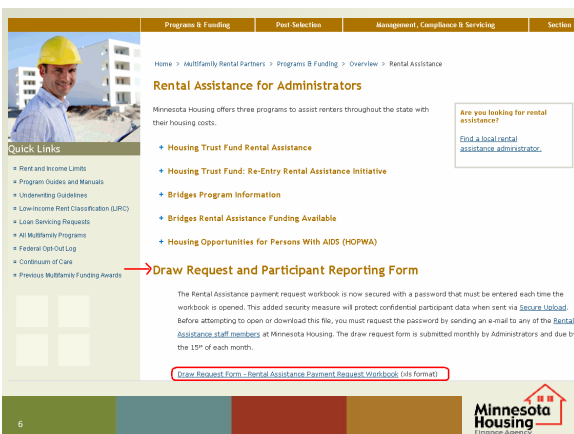 Programs & Funding Post-Selection Management, Compliance & Servicing Section
Home > Multifamily Rental Partners > Programs & Funding > Overview > Rental Assistance
Rental Assistance for Administrators
Minnesota Housing offers three programs to assist renters throughout the state with
their housing costs.
Are you looking for rental
assistance?
Find a local rental
assistance administrator.
+ Housing Trust Fund Rental Assistance
+ Housing Trust Fund: Re-Entry Rental Assistance Initiative
+ Bridges Program Information
+ Bridges Rental Assistance Funding Available
+ Housing Opportunities for Persons With AIDS (HOPWA)
Quick Links
Rent and Income Limits
Program Guides and Manuals
Underwriting Guidelines
Low-Income Rent Classification (LIRC)
Loan Servicing Requests
All Multifamily Programs
Federal Opt-Out Log
Continuum of Care
Previous Multifamily Funding Awards
Draw Request and Participant Reporting Form
The Rental Assistance payment request workbook is now secured with a password that must be entered each time the
workbook is opened. This added security measure will protect confidential participant data when sent via Secure Upload.
Before attempting to open or download this file, you must request the password by sending an e-mail to any of the Rental
Assistance staff members at Minnesota Housing. The draw request form is submitted monthly by Administrators and due by
the 15th of each month.
Draw Request Form - Rental Assistance Payment Request Workbook (xls format)
6
Minnesota
Housing
Finance Agency